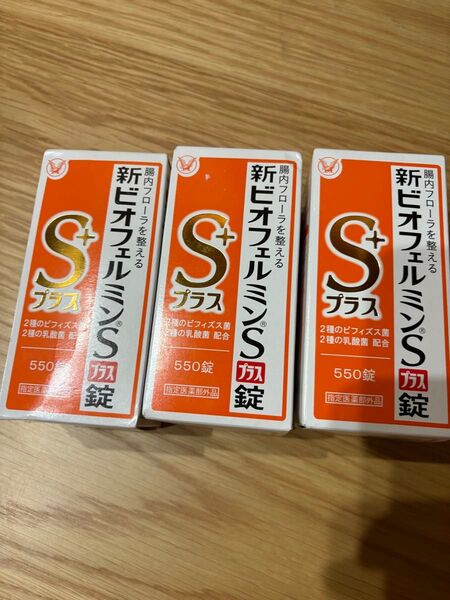 腸内フローラを整える
新ビオフェルミン®Sプラス錠
S+
プラス
2種のビフィズス菌
2種の乳酸菌 配合
550錠
指定医薬部外品
腸内フローラを整える
新ビオフェルミン®Sプラス錠
S+
プラス
2種のビフィズス菌
2種の乳酸菌 配合
550錠
指定医薬部外品
腸内フローラを整える
新ビオフェルミン®Sプラス錠
S+
プラス
2種のビフィズス菌
2種の乳酸菌 配合
550錠
指定医薬部外品